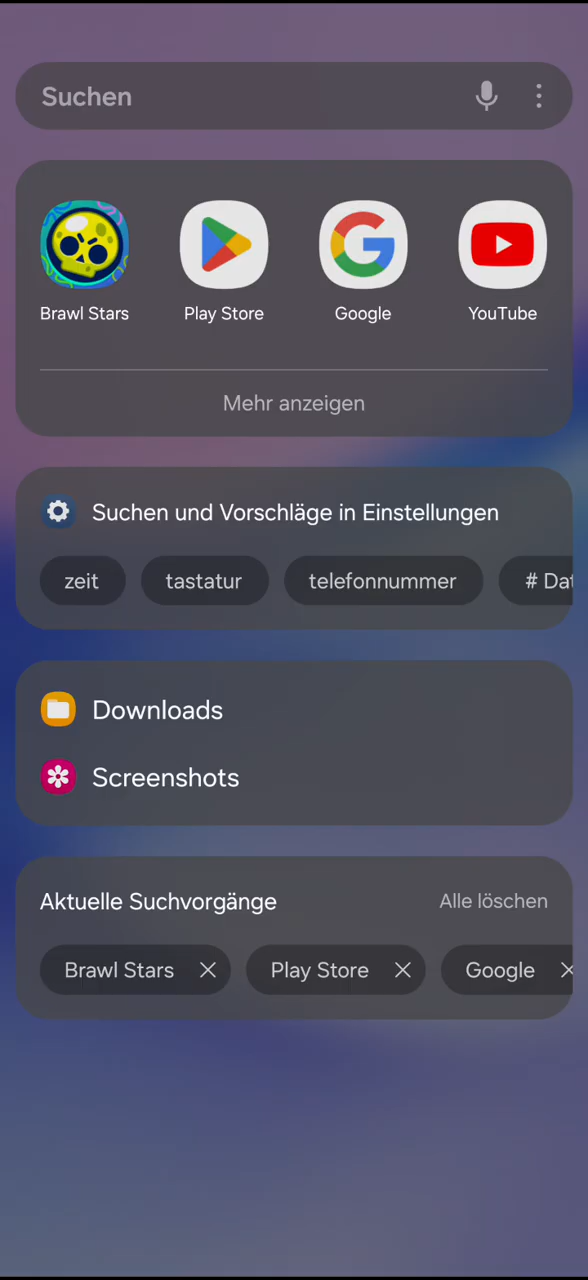 Suchen
Brawl Stars Play Store Google YouTube
Mehr anzeigen
Suchen und Vorschläge in Einstellungen
zeit tastatur telefonnummer #
Downloads
Screenshots
Aktuelle Suchvorgänge Alle löschen
Brawl Stars Play Store Google